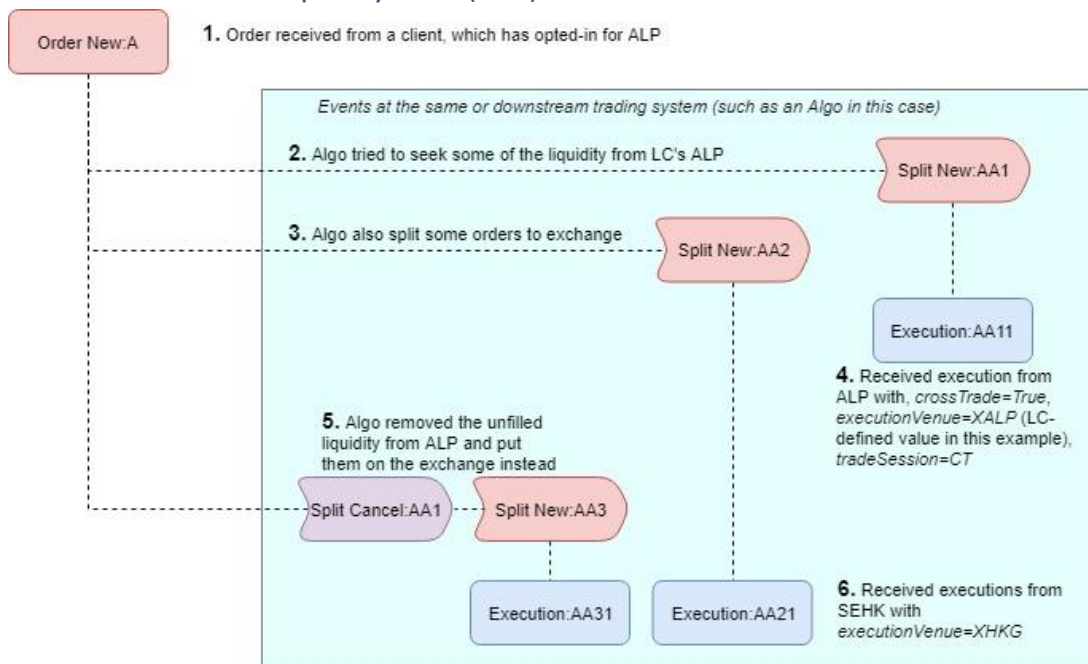 Order New:A
1. Order received from a client, which has opted-in for ALP
Events at the same or downstream trading system (such as an Algo in this case)
2. Algo tried to seek some of the liquidity from LC's ALP
Split New:AA1
3. Algo also split some orders to exchange
Split New:AA2
Execution:AA11
4. Received execution from
ALP with, crossTrade=True,
executionVenue=XALP (LC-
defined value in this example),
tradeSession=CT
5. Algo removed the unfilled
liquidity from ALP and put
them on the exchange instead
Split Cancel:AA1
Split New:AA3
Execution:AA31
Execution:AA21
6. Received executions from
SEHK with
executionVenue=XHKG